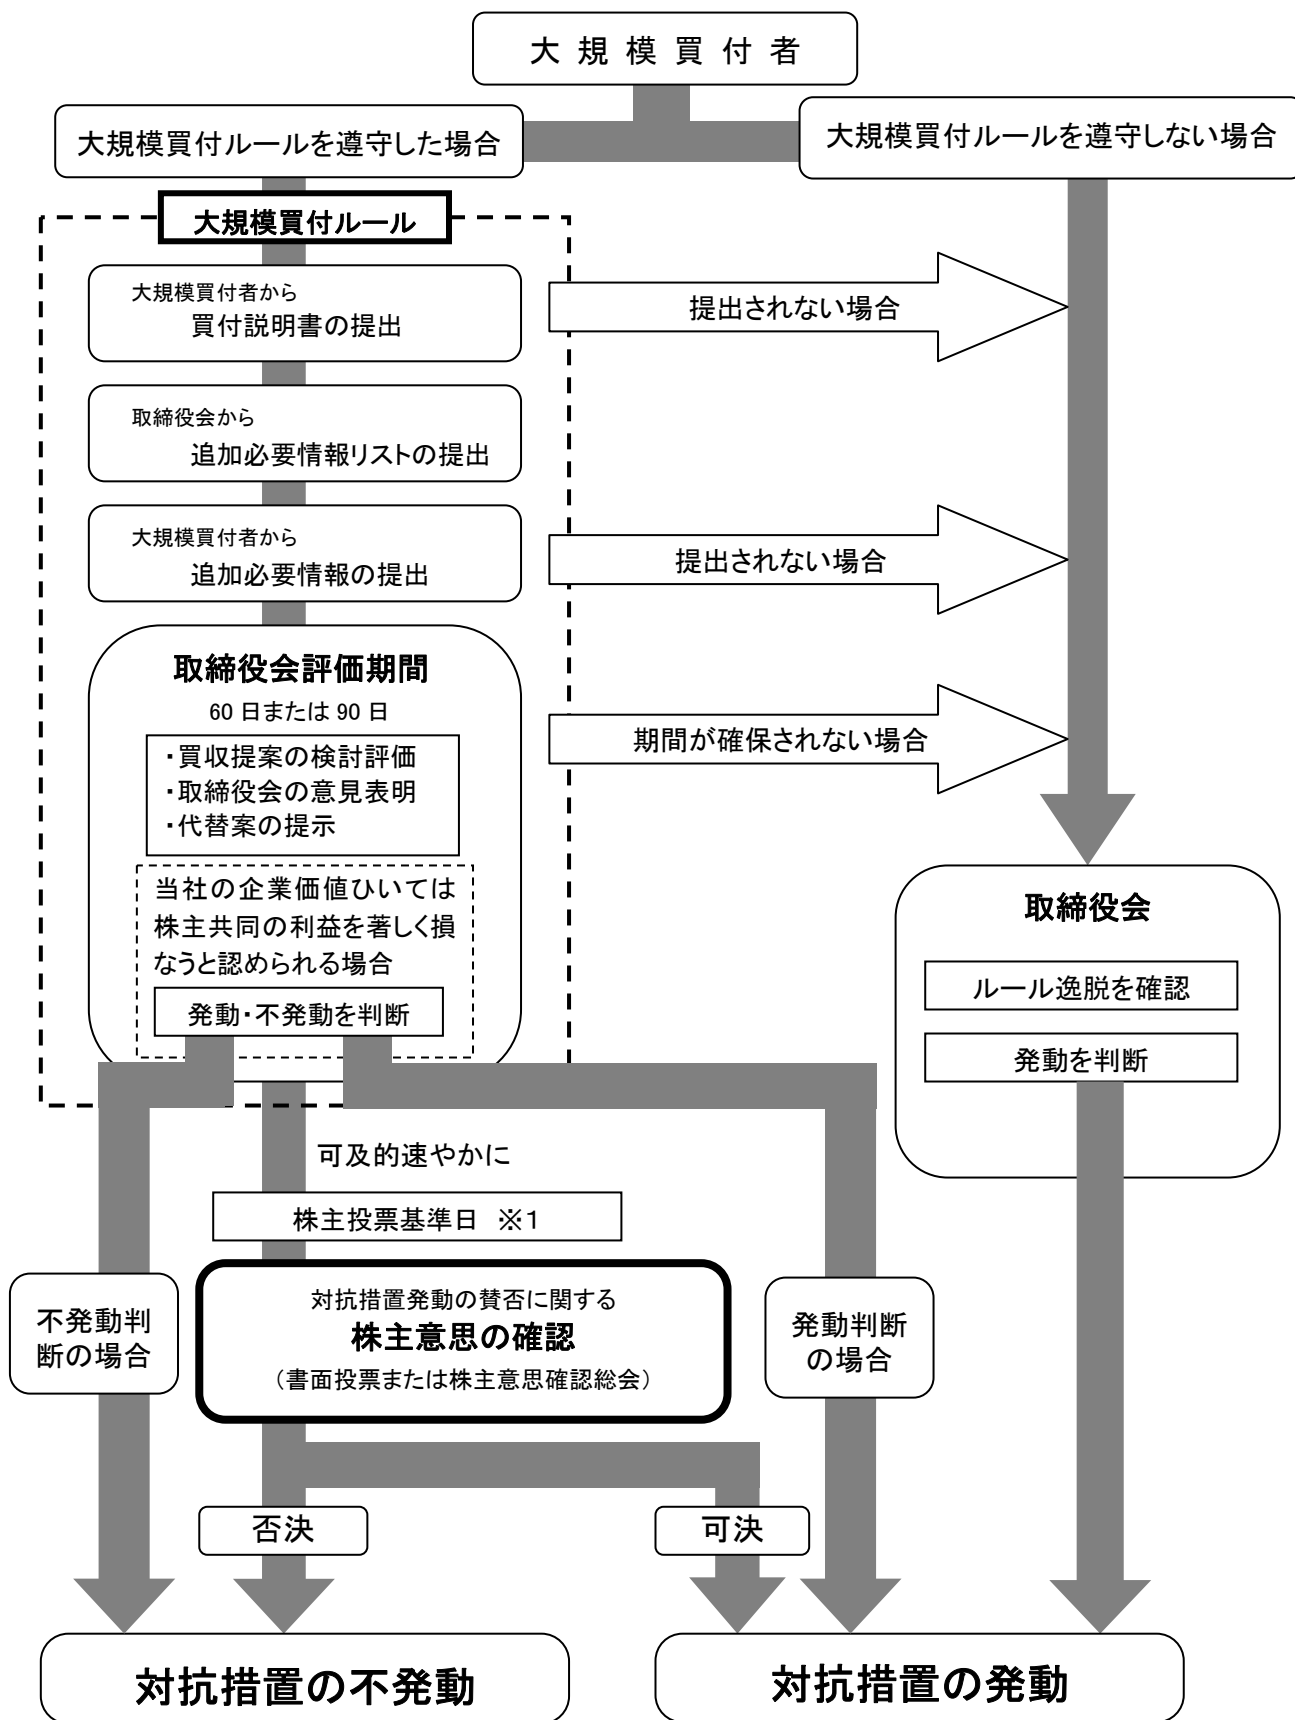 大規模買付者
大規模買付ルールを遵守した場合
大規模買付ルールを遵守しない場合
大規模買付ルール
大規模買付者から
買付説明書の提出
提出されない場合
取締役会から
追加必要情報リストの提出
大規模買付者から
追加必要情報の提出
提出されない場合
取締役会評価期間
60 日または 90 日
・買収提案の検討評価
・取締役会の意見表明
・代替案の提示
期間が確保されない場合
当社の企業価値ひいては
株主共同の利益を著しく損
なうと認められる場合
発動・不発動を判断
取締役会
ルール逸脱を確認
発動を判断
可及的速やかに
株主投票基準日 ※1
不発動判
断の場合
対抗措置発動の賛否に関する
株主意思の確認
（書面投票または株主意思確認総会）
発動判断
の場合
否決
可決
対抗措置の不発動
対抗措置の発動